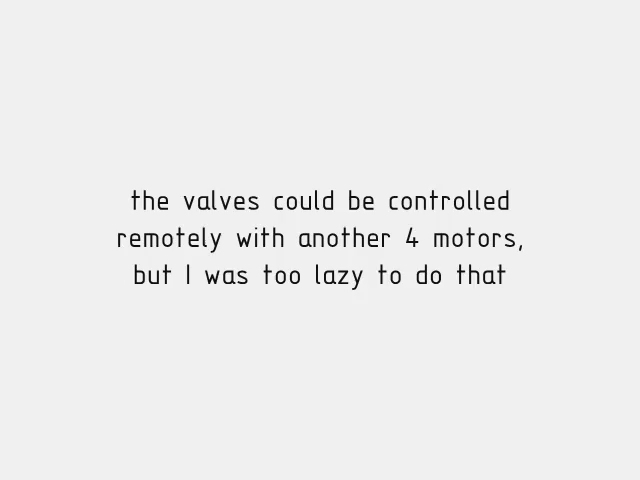 the valves could be controlled
remotely with another 4 motors,
but I was too lazy to do that